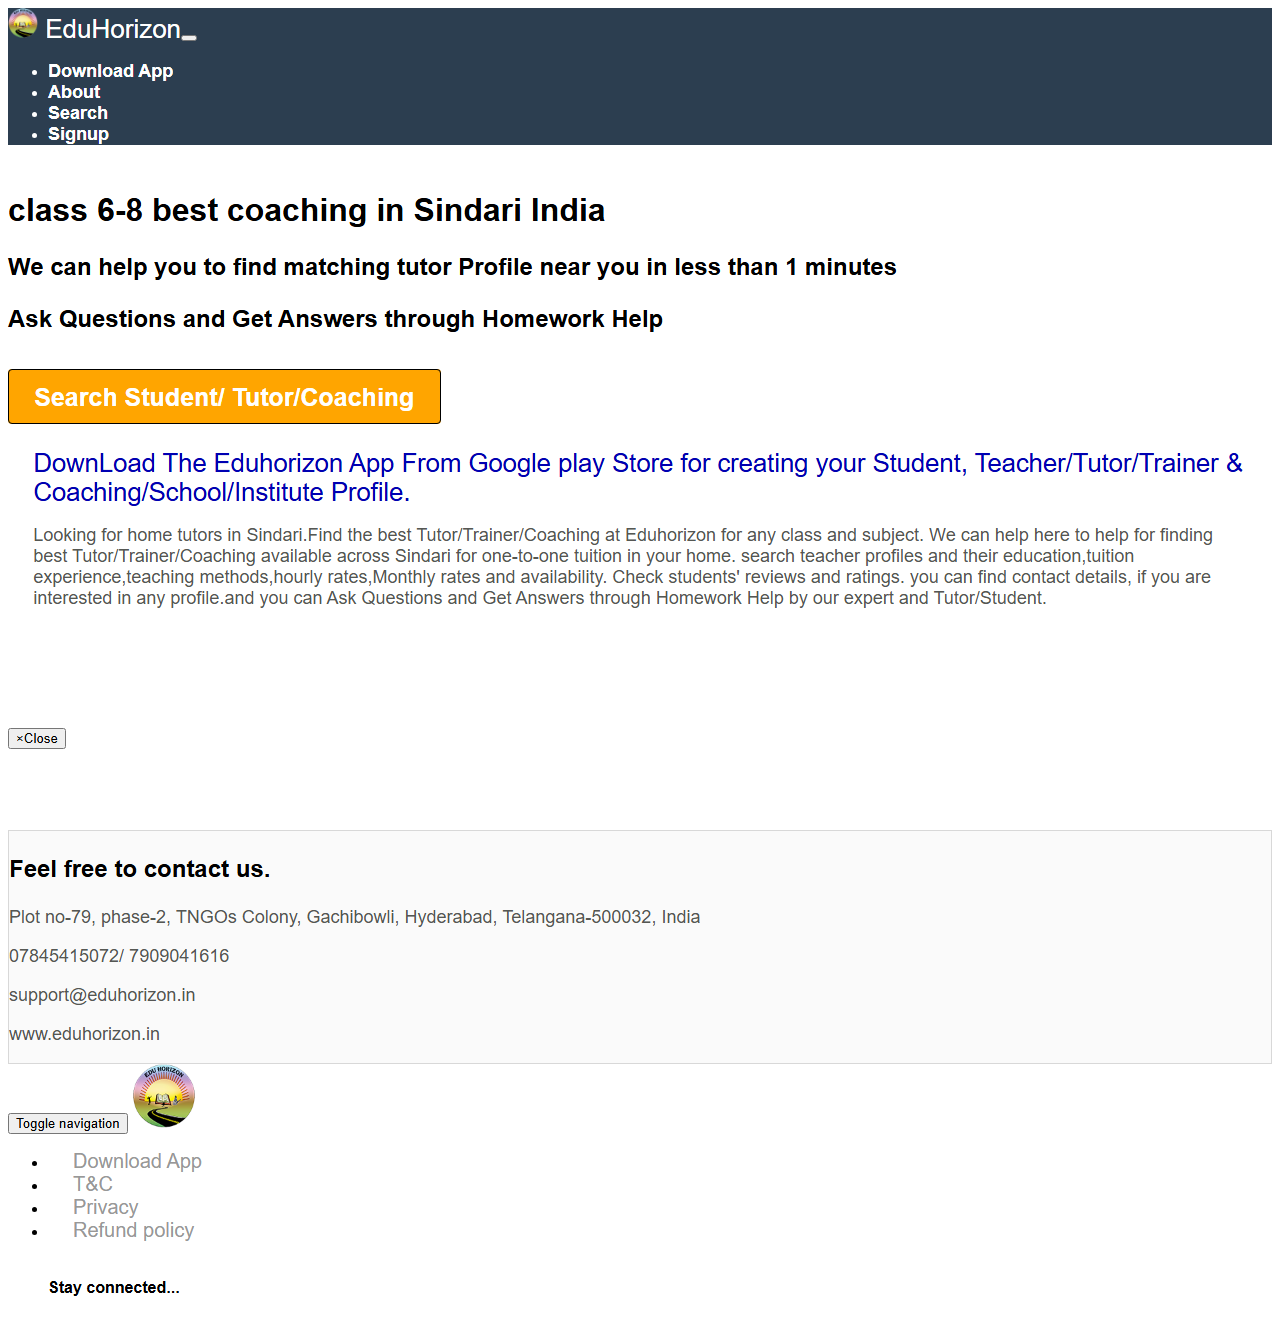 EduHorizon
Download App
About
Search
Signup
class 6-8 best coaching in Sindari India
We can help you to find matching tutor Profile near you in less than 1 minutes
Ask Questions and Get Answers through Homework Help
Search Student/ Tutor/Coaching
DownLoad The Eduhorizon App From Google play Store for creating your Student, Teacher/Tutor/Trainer &
Coaching/School/Institute Profile.
Looking for home tutors in Sindari.Find the best Tutor/Trainer/Coaching at Eduhorizon for any class and subject. We can help here to help for finding
best Tutor/Trainer/Coaching available across Sindari for one-to-one tuition in your home. search teacher profiles and their education,tuition
experience,teaching methods,hourly rates,Monthly rates and availability. Check students' reviews and ratings. you can find contact details, if you are
interested in any profile.and you can Ask Questions and Get Answers through Homework Help by our expert and Tutor/Student.
×Close
Feel free to contact us.
Plot no-79, phase-2, TNGOs Colony, Gachibowli, Hyderabad, Telangana-500032, India
07845415072/ 7909041616
support@eduhorizon.in
www.eduhorizon.in
EDU HORIZON
Toggle navigation
Download App
T&C
Privacy
Refund policy
Stay connected...